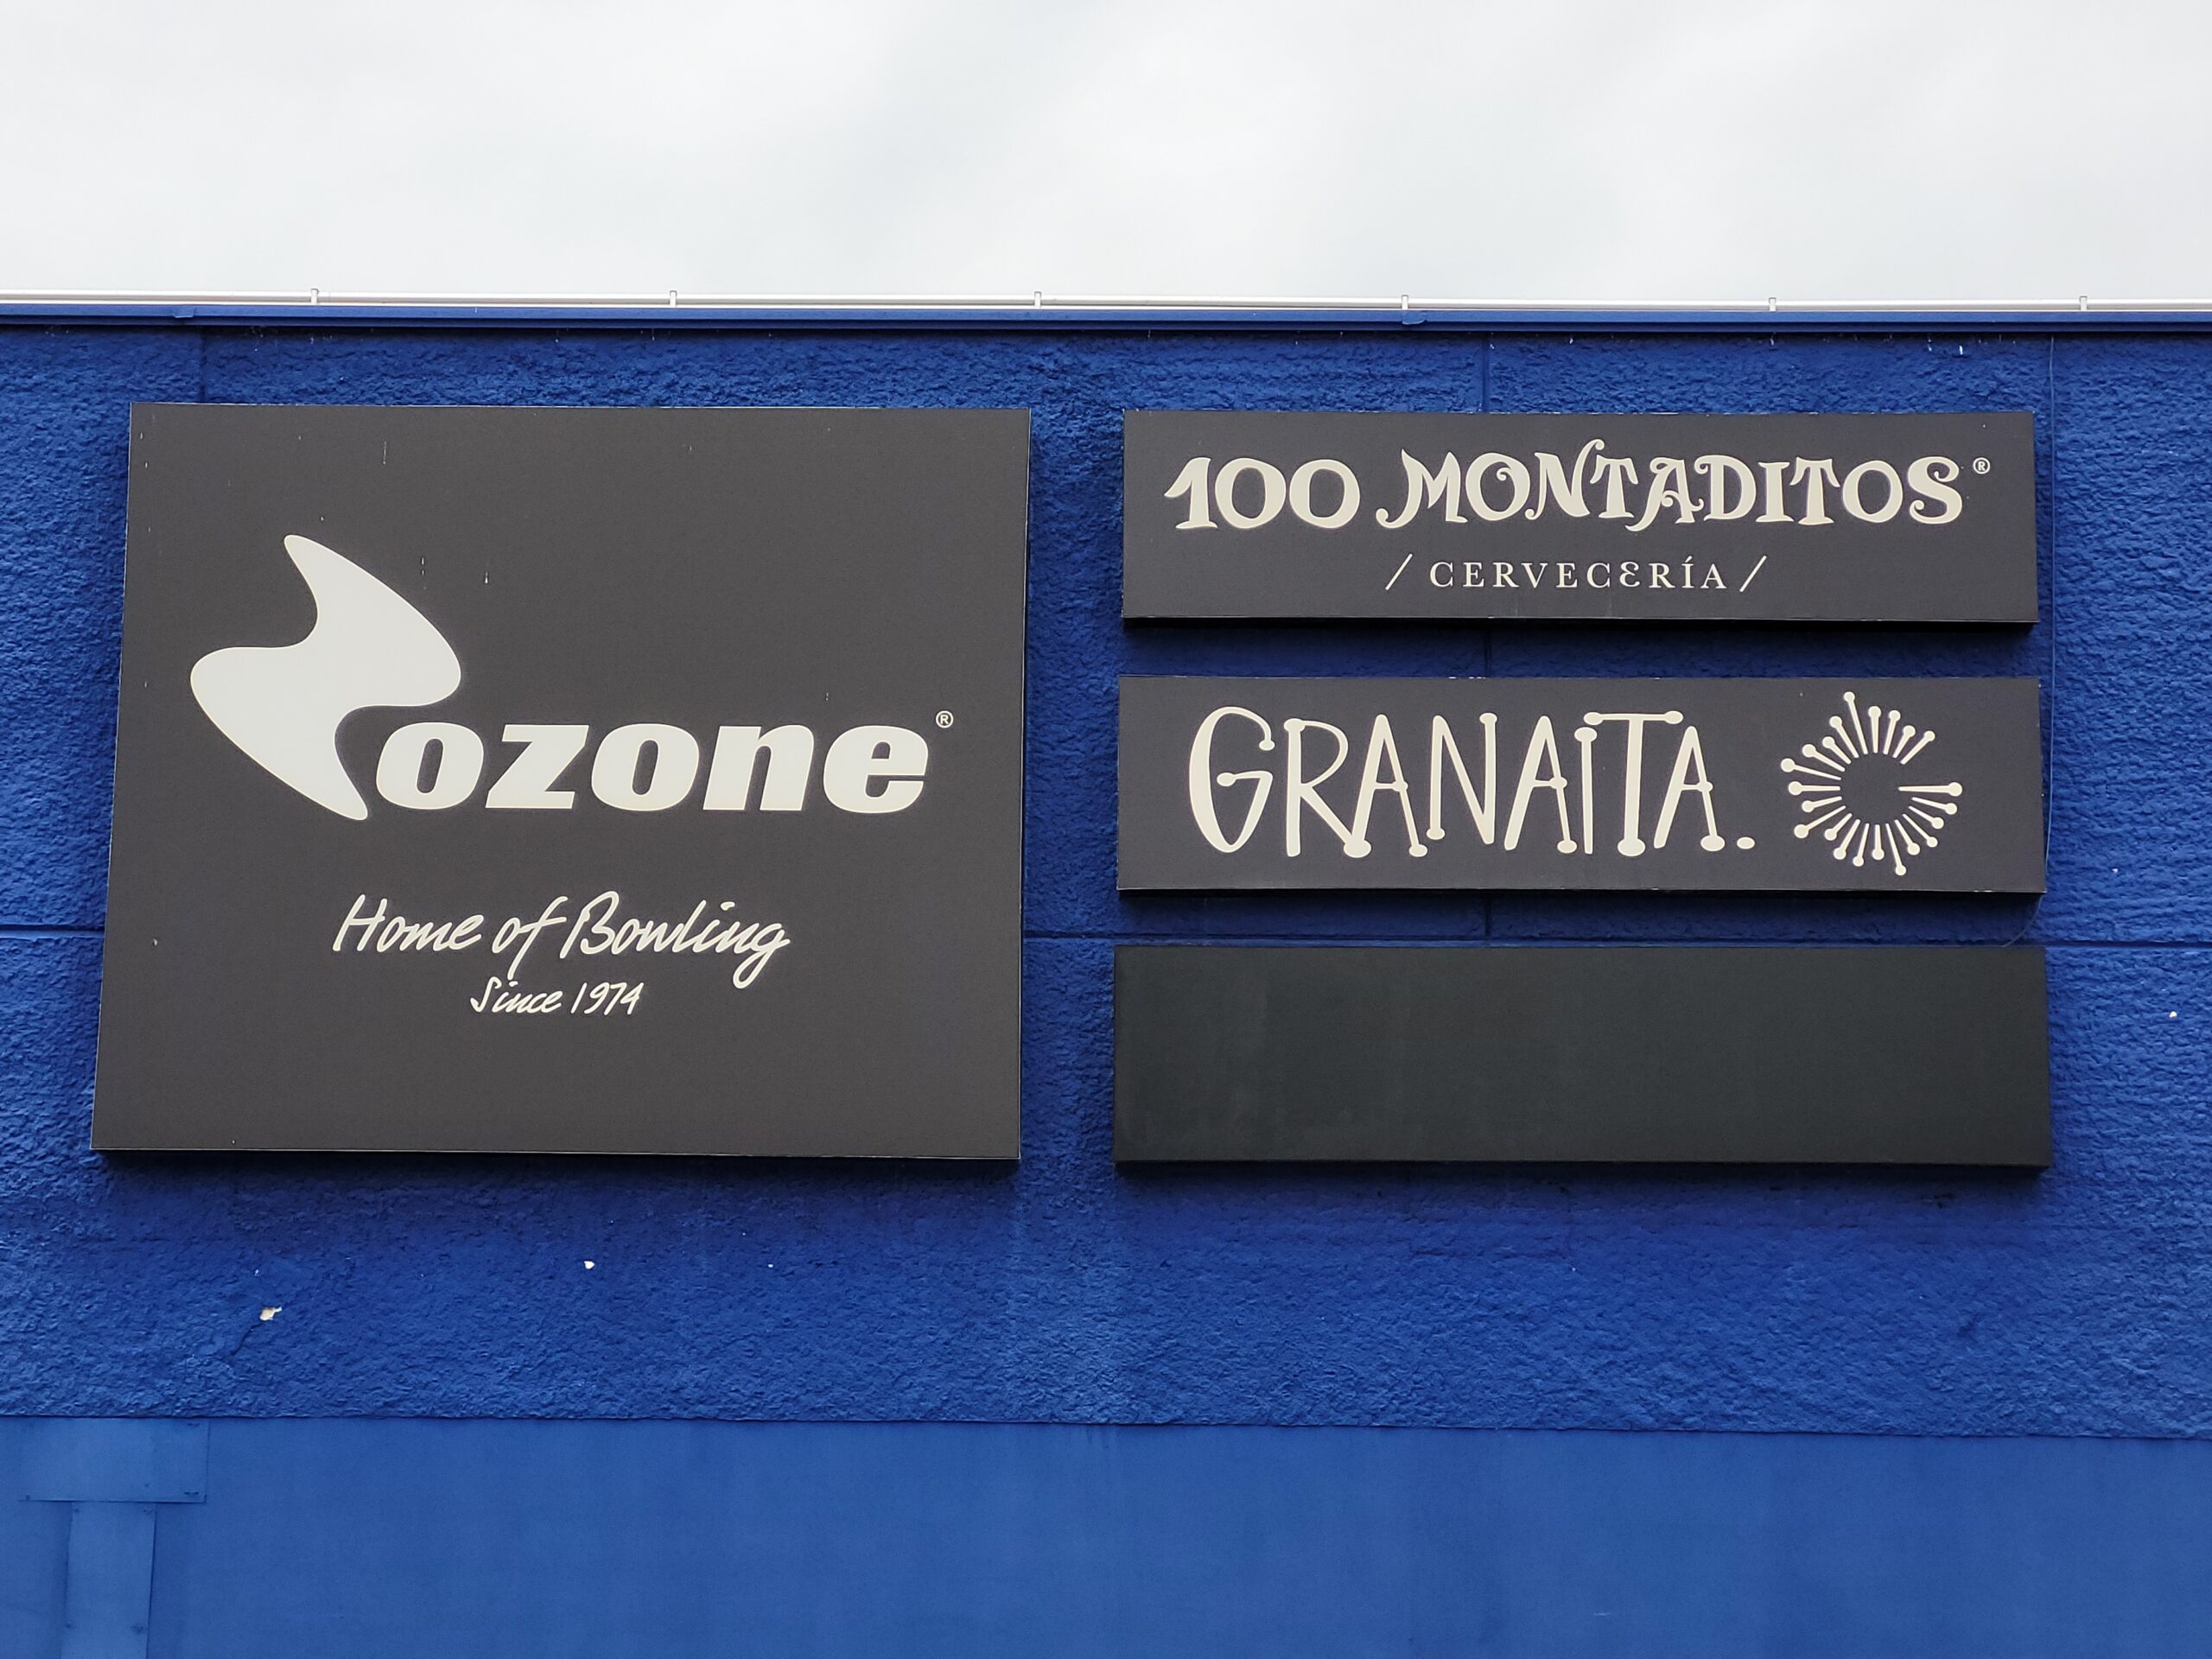 ozone®
Home of Bowling
Since 1974
100 MONTADITOS®
/ CERVECERÍA /
GRANAITA.